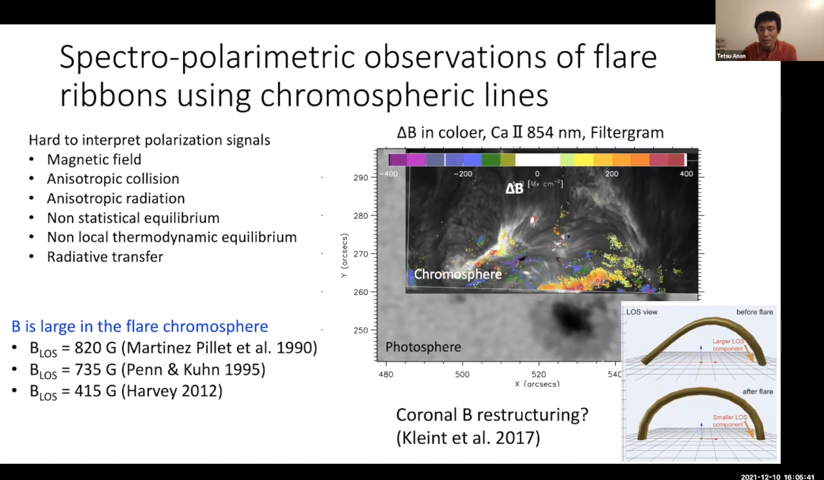 Tetsu Anan
Spectro-polarimetric observations of flare
ribbons using chromospheric lines
Hard to interpret polarization signals
• Magnetic field
• Anisotropic collision
• Anisotropic radiation
• Non statistical equilibrium
• Non local thermodynamic equilibrium
• Radiative transfer
B is large in the flare chromosphere
• BLOS = 820 G (Martinez Pillet et al. 1990)
• BLOS = 735 G (Penn & Kuhn 1995)
• BLOS = 415 G (Harvey 2012)
ΔB in coloer, Ca Ⅱ 854 nm, Filtergram
-400 -200 0 200 400
ΔB
[Mx cm⁻²]
290
280
270
260
250
Y (arcsecs)
Chromosphere
Photosphere
480 500 520 540
X (arcsecs)
LOS view before flare
Larger LOS
component
after flare
Smaller LOS
component
Coronal B restructuring?
(Kleint et al. 2017)
2021-12-10 16:05:41